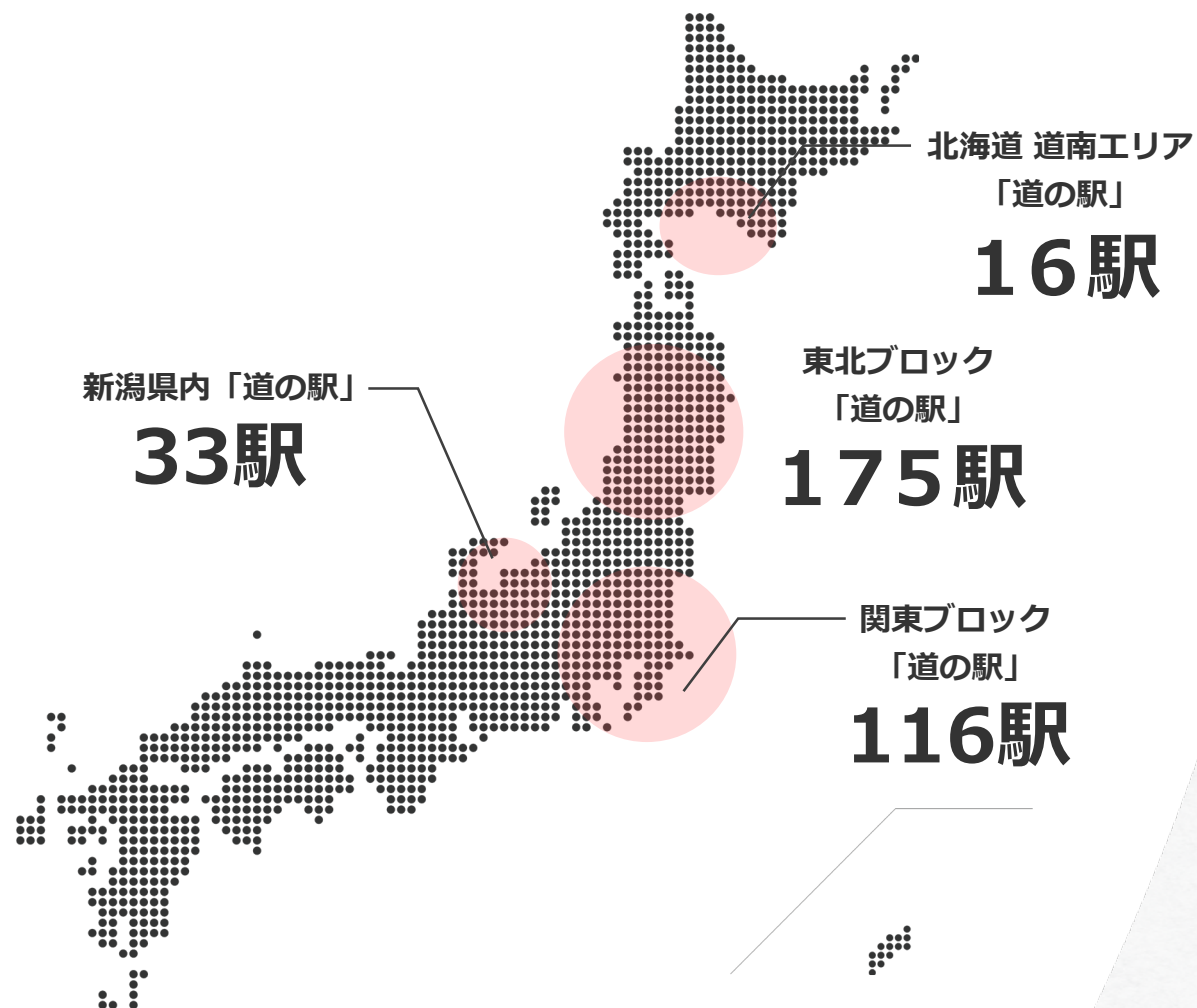 北海道 道南エリア
「道の駅」
16駅
東北ブロック
「道の駅」
175駅
新潟県内「道の駅」
33駅
関東ブロック
「道の駅」
116駅